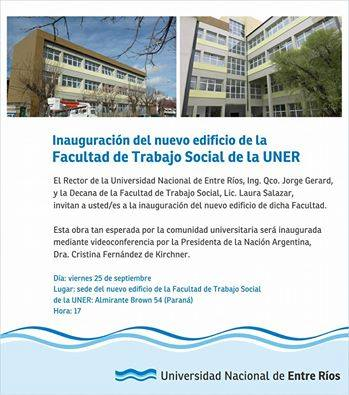 Inauguración del nuevo edificio de la
Facultad de Trabajo Social de la UNER
El Rector de la Universidad Nacional de Entre Ríos, Ing. Qco. Jorge Gerard,
y la Decana de la Facultad de Trabajo Social, Lic. Laura Salazar,
invitan a usted/es a la inauguración del nuevo edificio de dicha Facultad.
Esta obra tan esperada por la comunidad universitaria será inaugurada
mediante videoconferencia por la Presidenta de la Nación Argentina,
Dra. Cristina Fernández de Kirchner.
Día: viernes 25 de septiembre
Lugar: sede del nuevo edificio de la Facultad de Trabajo Social
de la UNER: Almirante Brown 54 (Paraná)
Hora: 17
Universidad Nacional de Entre Ríos